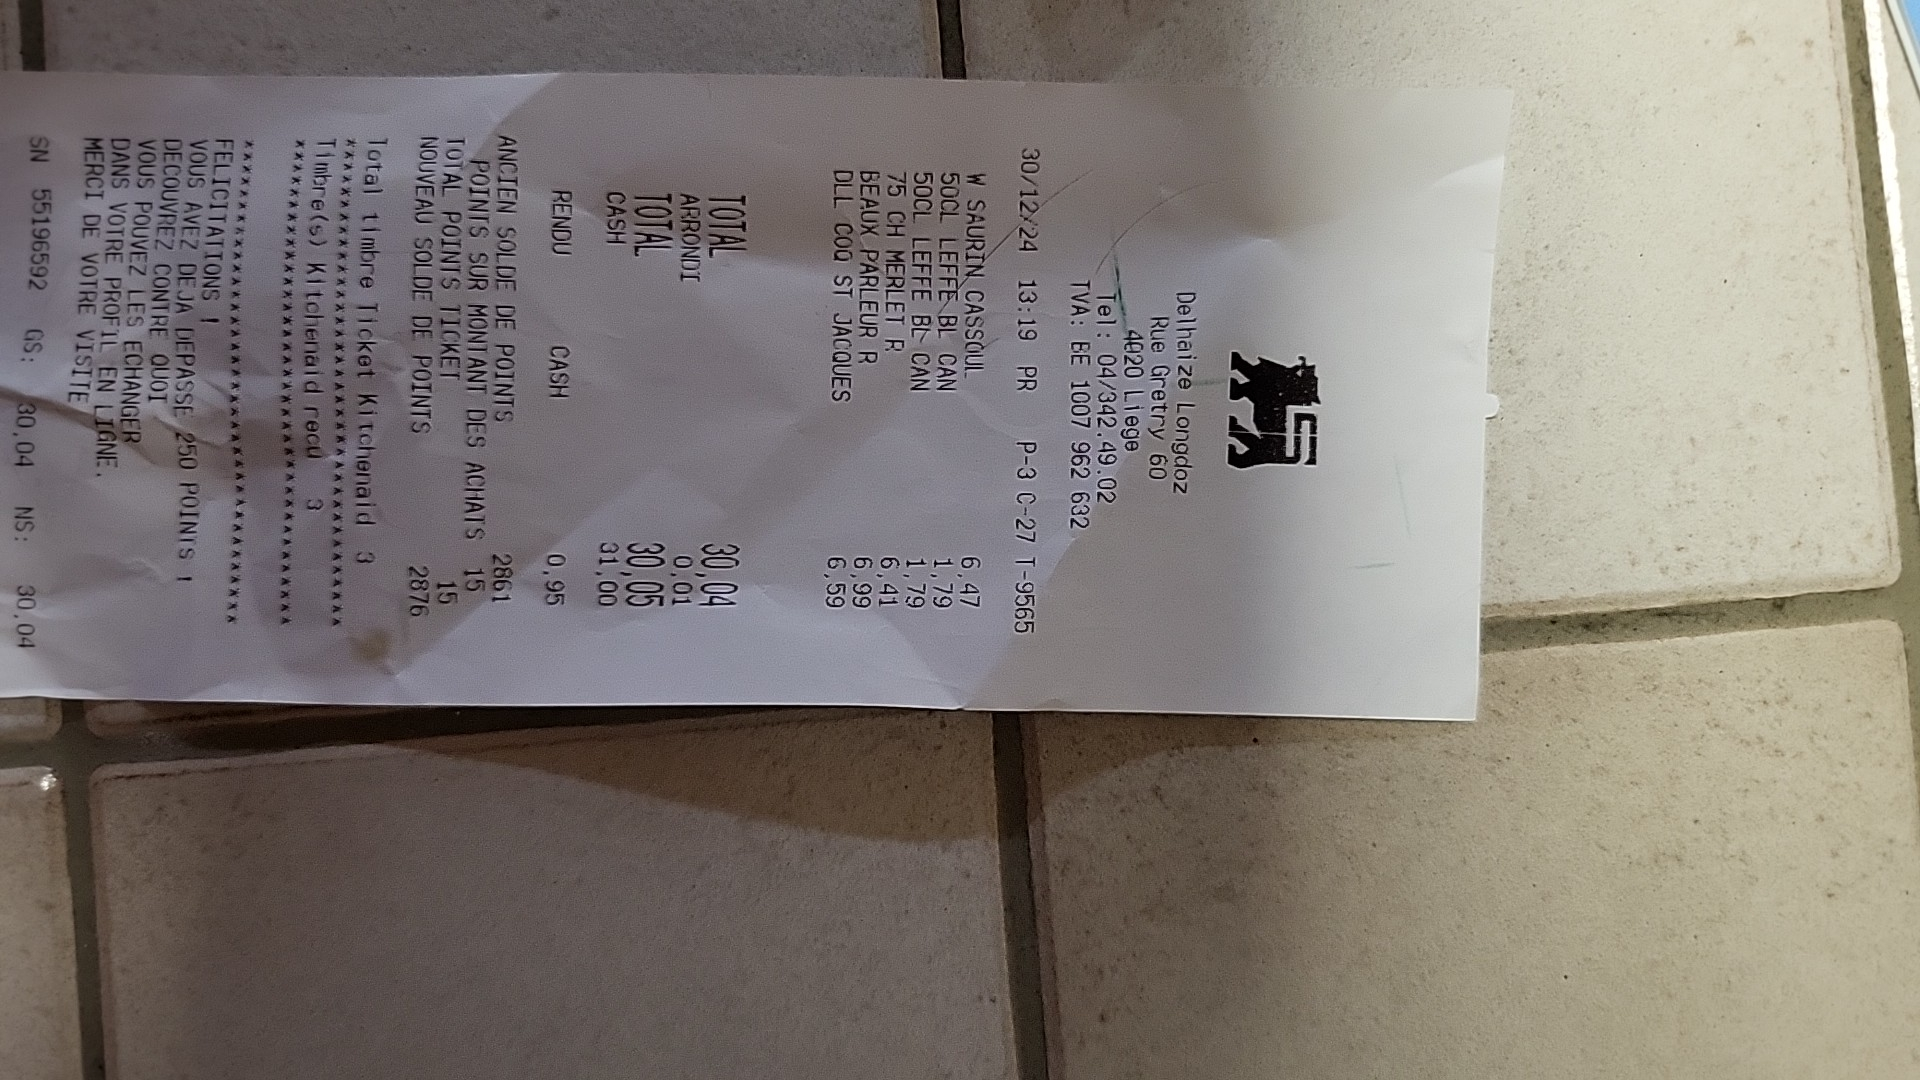 Delhaize Longdoz
Rue Gretry 60
4020 Liege
Tel: 04/342.49.02
TVA: BE 1007 962 632
30/12/24 13:19 PR P-3 C-27 T-9565
W SAURIN CASSOUL 6,47
50CL LEFFE BL CAN 1,79
50CL LEFFE BL CAN 1,79
75 CH MERLET R 6,41
BEAUX PARLEUR R 6,99
DLL COQ ST JACQUES 6,59
TOTAL 30,04
ARRONDI 0,01
TOTAL 30,05
CASH 31,00
RENDU CASH 0,95
ANCIEN SOLDE DE POINTS 2861
POINTS SUR MONTANT DES ACHATS 15
TOTAL POINTS TICKET 15
NOUVEAU SOLDE DE POINTS 2876
Total timbre Ticket Kitchenaid 3
************************************
Timbre(s) Kitchenaid recu 3
************************************
************************************
FELICITATIONS !
VOUS AVEZ DEJA DEPASSE 250 POINTS !
DECOUVREZ CONTRE QUOI
VOUS POUVEZ LES ECHANGER
DANS VOTRE PROFIL EN LIGNE.
MERCI DE VOTRE VISITE
SN 55196592 GS: 30,04 NS: 30,04